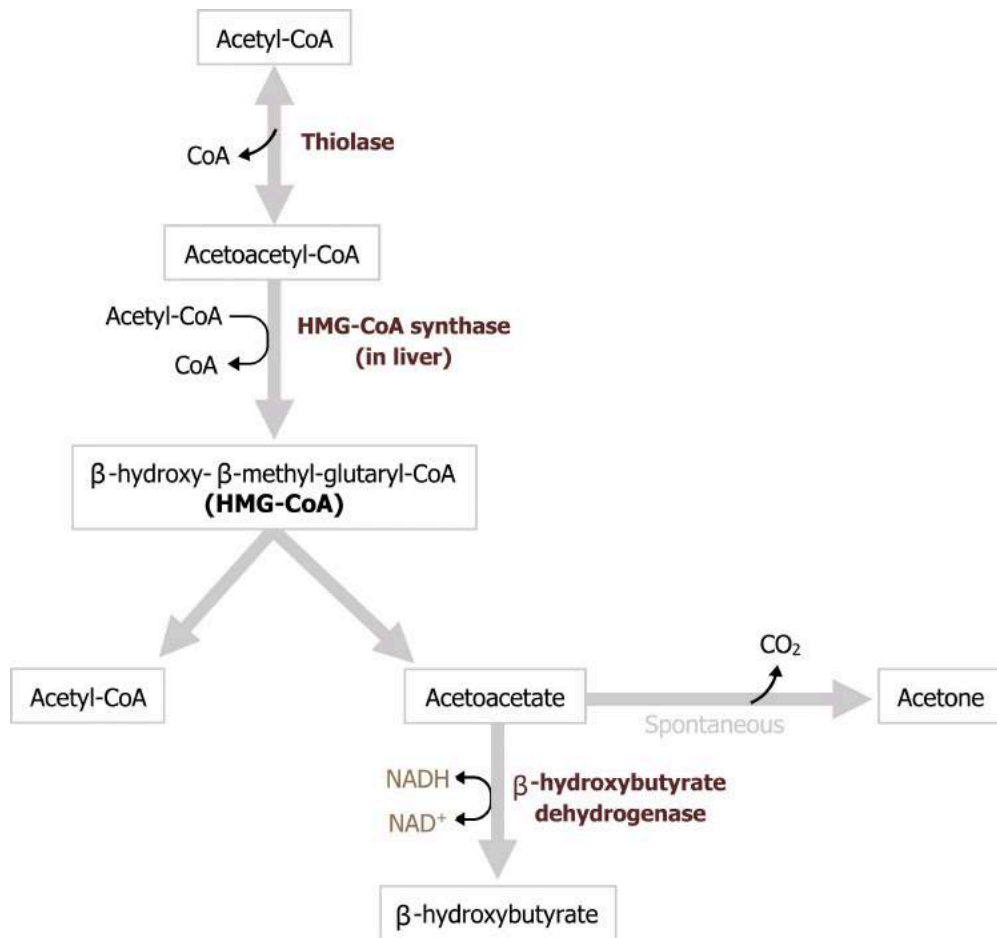 Acetyl-CoA
CoA
Thiolase
Acetoacetyl-CoA
Acetyl-CoA
CoA
HMG-CoA synthase
(in liver)
β-hydroxy- β-methyl-glutaryl-CoA
(HMG-CoA)
CO₂
Acetyl-CoA
Acetoacetate
Spontaneous
Acetone
NADH
NAD⁺
β-hydroxybutyrate
dehydrogenase
β-hydroxybutyrate